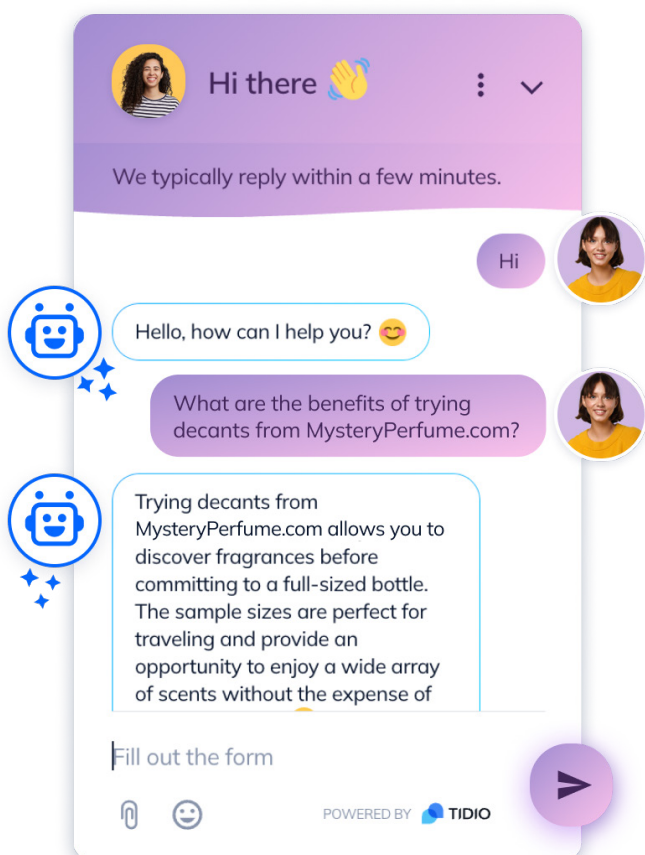 Hi there 👋
We typically reply within a few minutes.
Hi
Hello, how can I help you? 😊
What are the benefits of trying
decants from MysteryPerfume.com?
Trying decants from
MysteryPerfume.com allows you to
discover fragrances before
committing to a full-sized bottle.
The sample sizes are perfect for
traveling and provide an
opportunity to enjoy a wide array
of scents without the expense of
Fill out the form
POWERED BY TIDIO